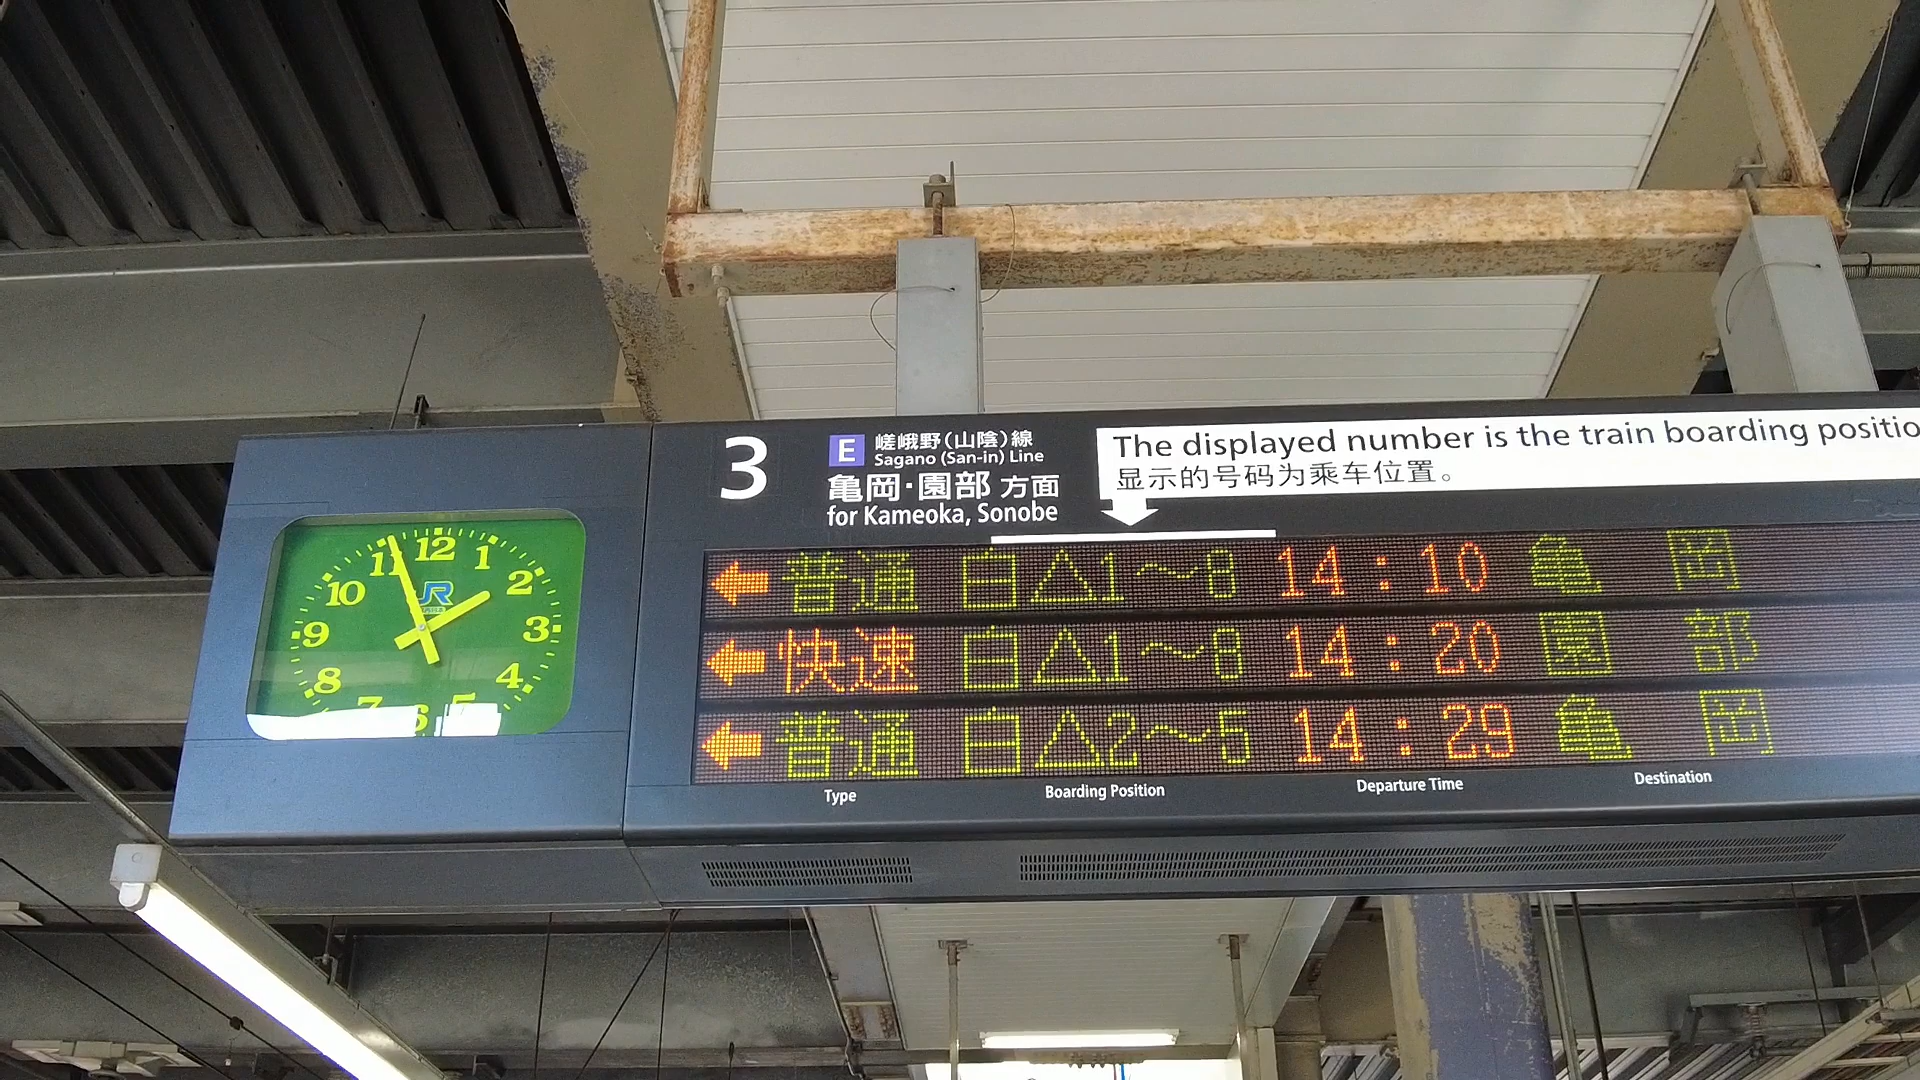 12
1
2
3
4
5
6
7
8
9
10
11
JR
3
E 嵯峨野(山陰)線
Sagano (San-in) Line
亀岡・園部 方面
for Kameoka, Sonobe
The displayed number is the train boarding positio
显示的号码为乘车位置。
← 普通 白△1~8 14:10 亀岡
← 快速 白△1~8 14:20 園部
← 普通 白△2~5 14:29 亀岡
Type Boarding Position Departure Time Destination